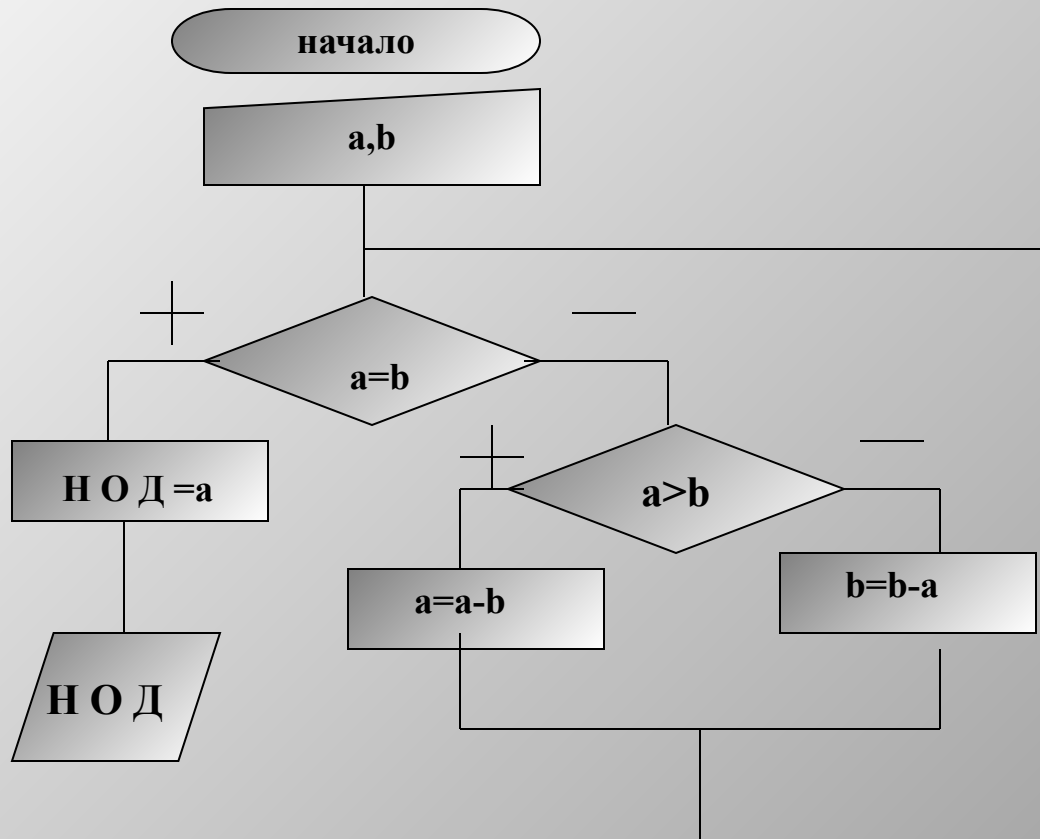 начало
a,b
a=b
Н О Д =a
a>b
a=a-b
b=b-a
Н О Д